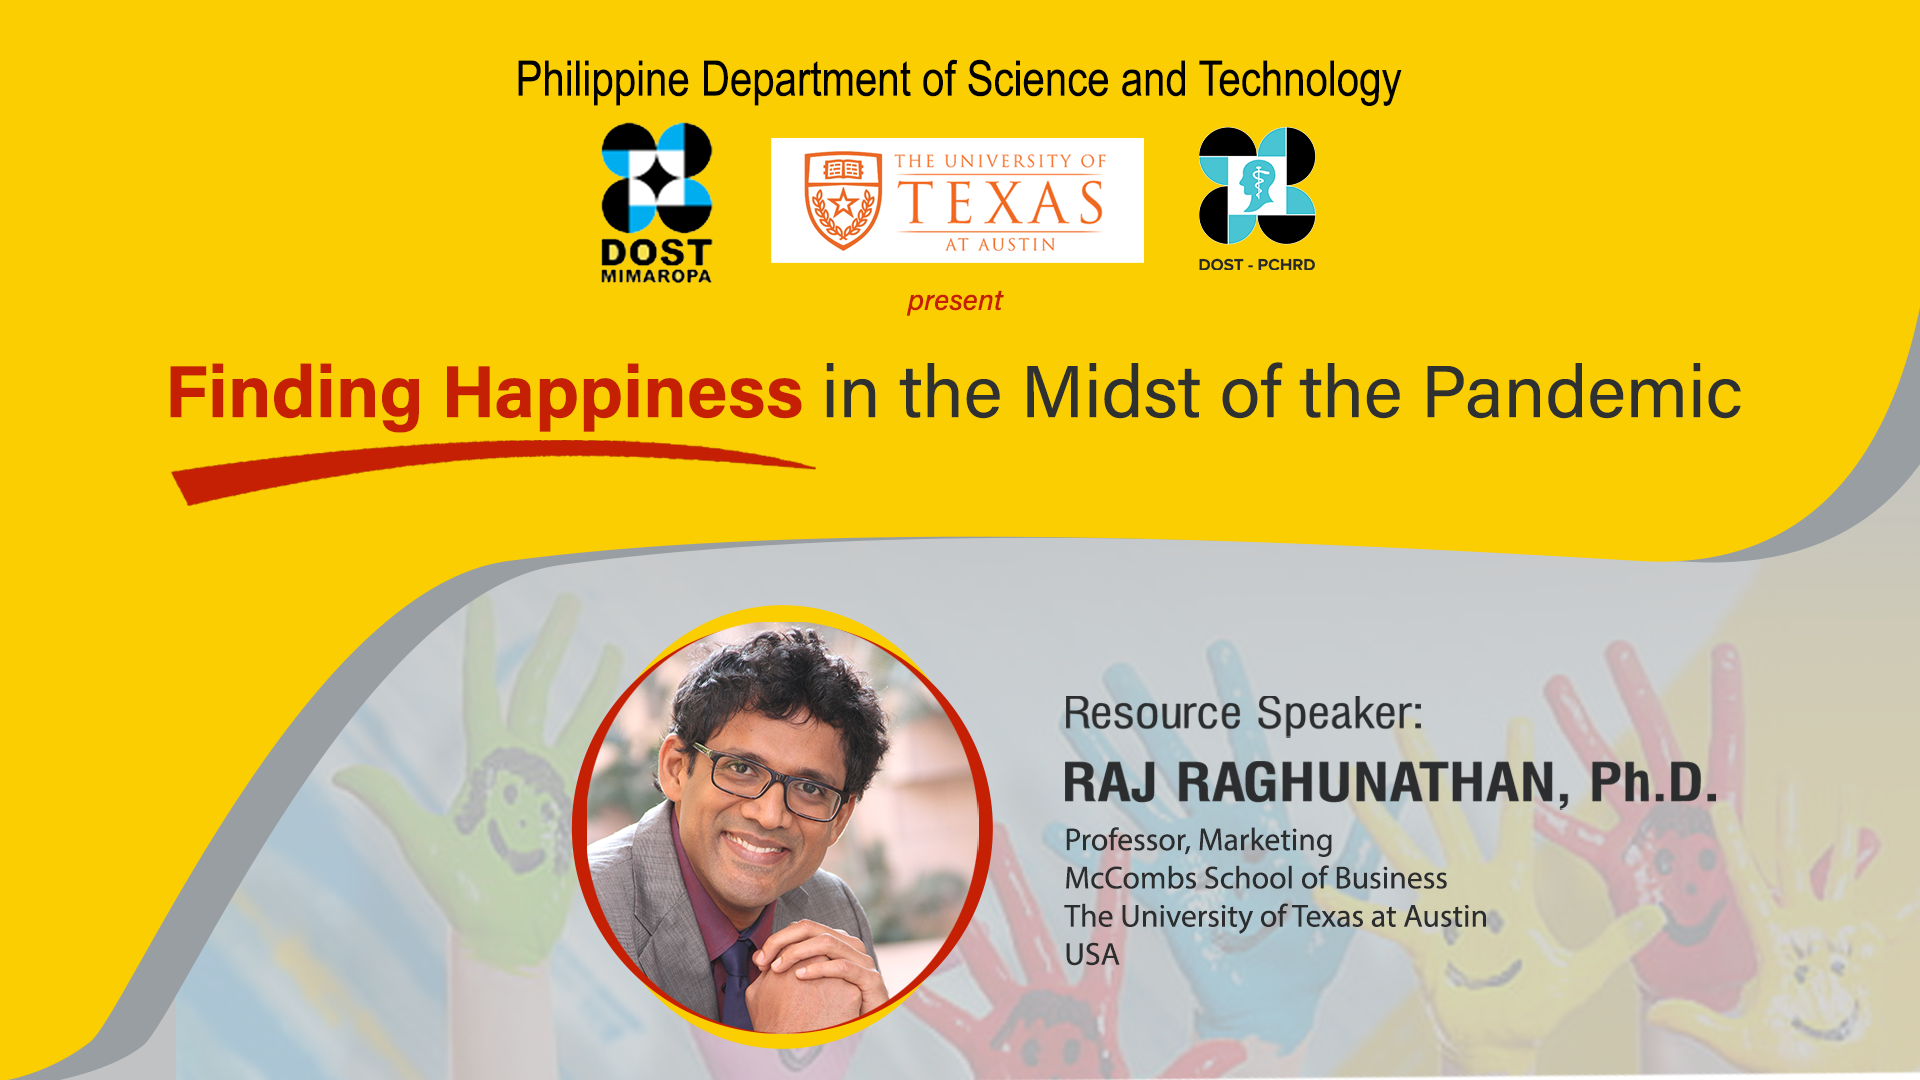 Philippine Department of Science and Technology
DOST
MIMAROPA
THE UNIVERSITY OF
TEXAS
AT AUSTIN
DOST - PCHRD
present
Finding Happiness in the Midst of the Pandemic
Resource Speaker:
RAJ RAGHUNATHAN, Ph.D.
Professor, Marketing
McCombs School of Business
The University of Texas at Austin
USA